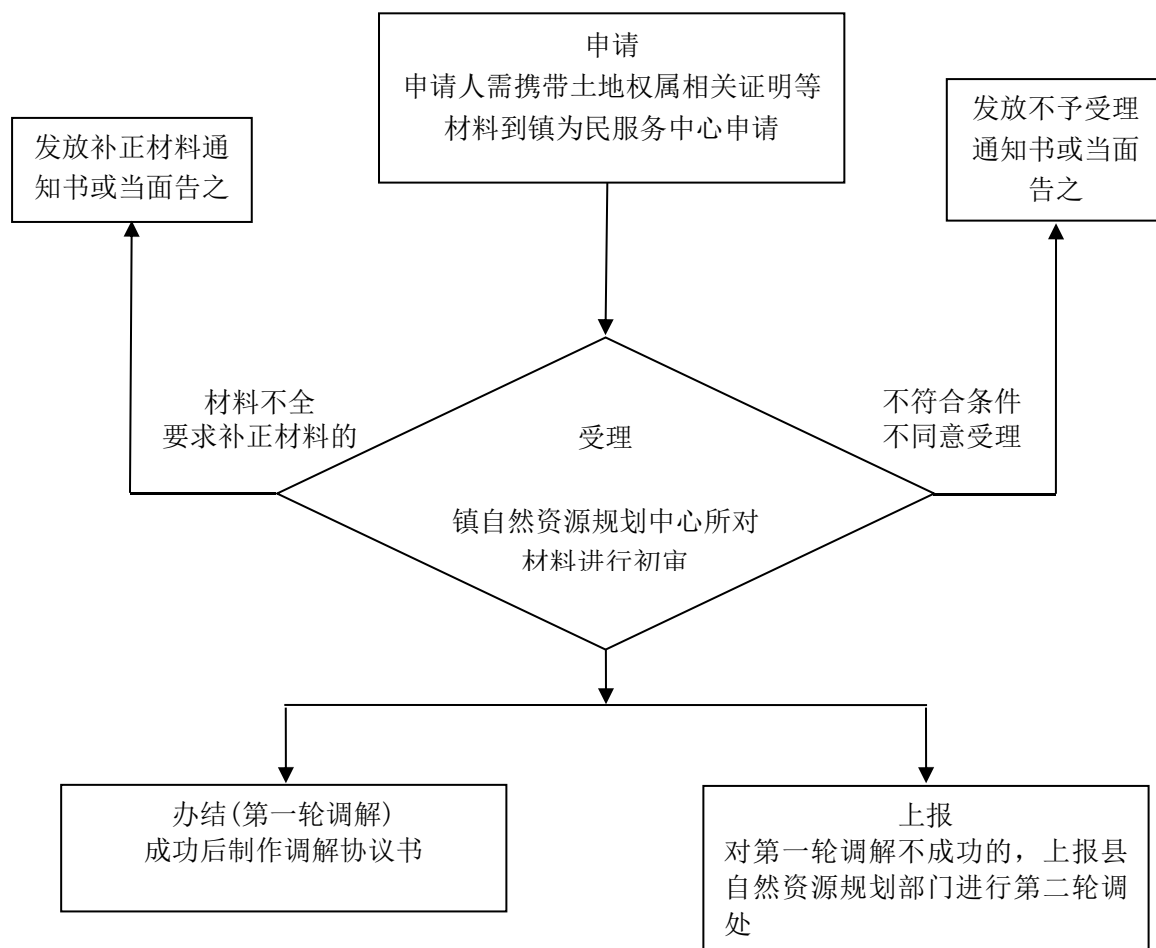 申请
申请人需携带土地权属相关证明等
材料到镇为民服务中心申请
发放补正材料通
知书或当面告之
发放不予受理
通知书或当面
告之
材料不全
要求补正材料的
不符合条件
不同意受理
受理
镇自然资源规划中心所对
材料进行初审
办结(第一轮调解)
成功后制作调解协议书
上报
对第一轮调解不成功的，上报县
自然资源规划部门进行第二轮调
处